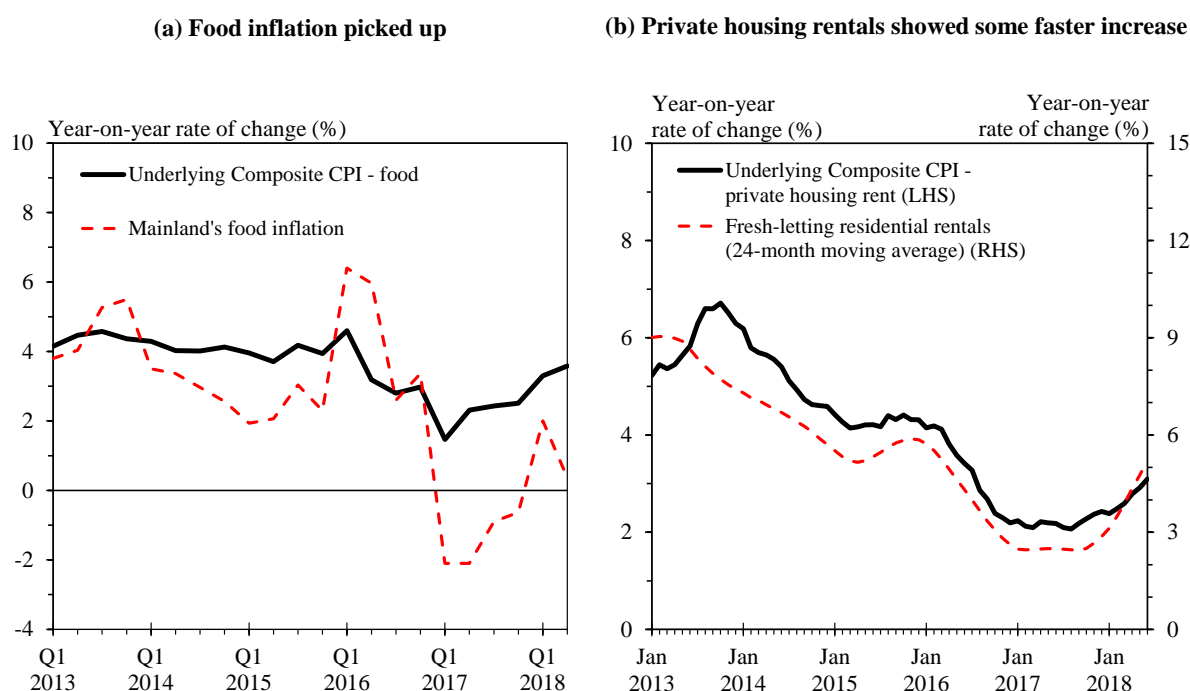 (a) Food inflation picked up
Year-on-year rate of change (%)
10
8
6
4
2
0
-2
-4
Underlying Composite CPI - food
Mainland's food inflation
Q1
2013
Q1
2014
Q1
2015
Q1
2016
Q1
2017
Q1
2018
(b) Private housing rentals showed some faster increase
Year-on-year
rate of change (%)
Year-on-year
rate of change (%)
10
8
6
4
2
0
Underlying Composite CPI -
private housing rent (LHS)
Fresh-letting residential rentals
(24-month moving average) (RHS)
15
12
9
6
3
0
Jan
2013
Jan
2014
Jan
2015
Jan
2016
Jan
2017
Jan
2018